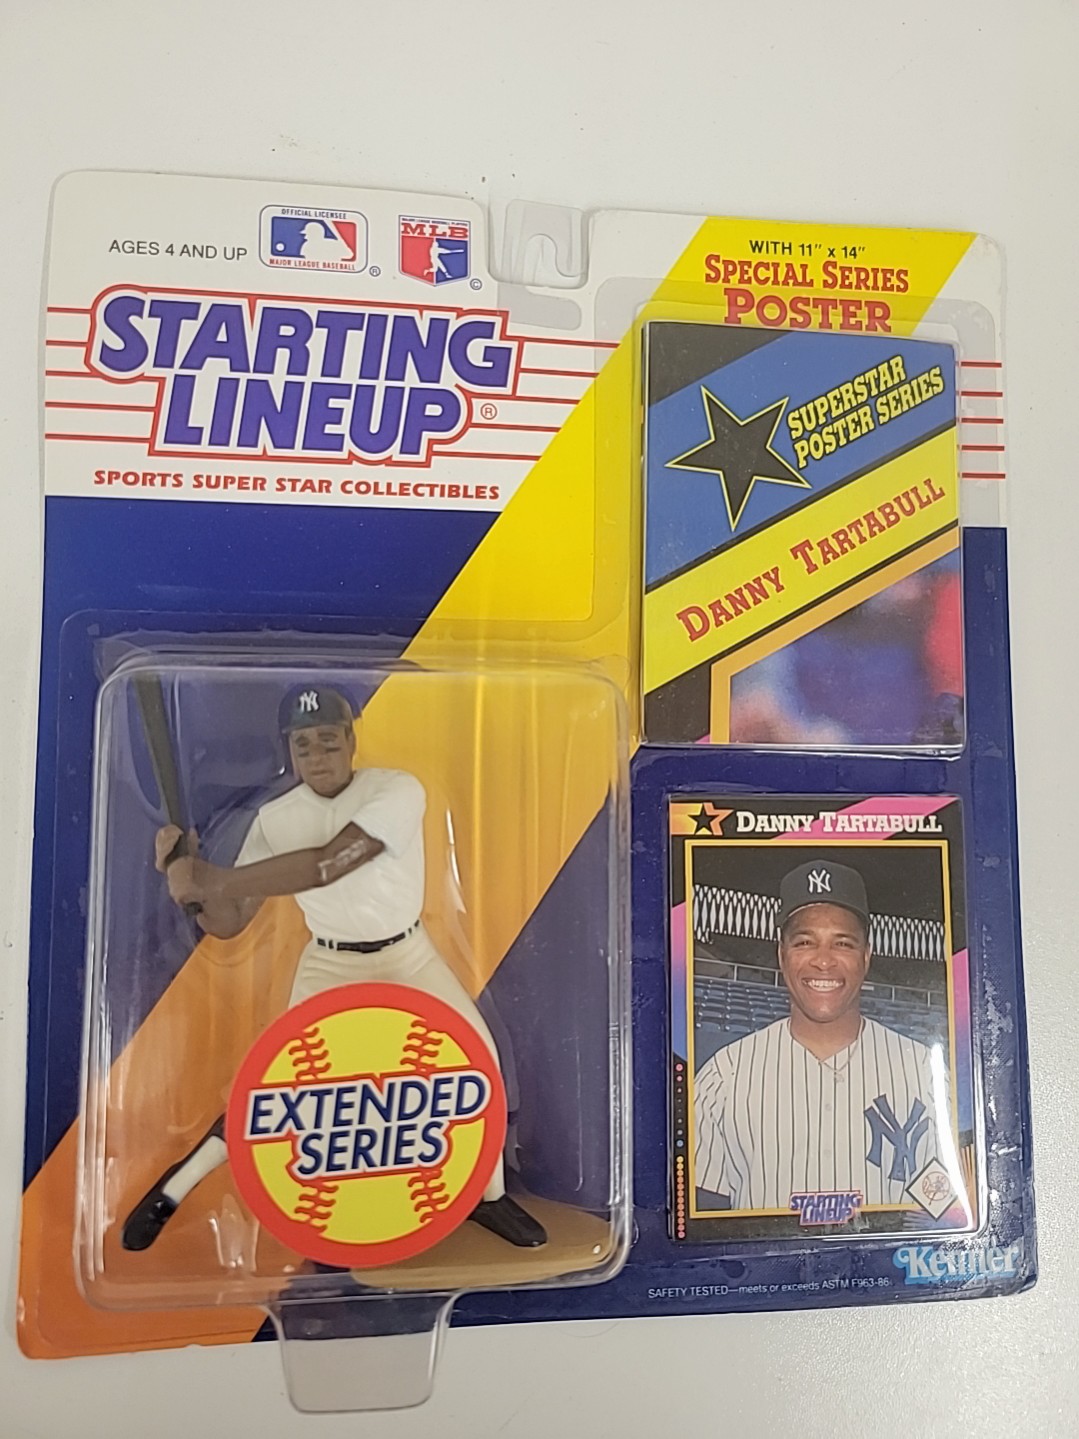 AGES 4 AND UP
OFFICIAL LICENSEE
MAJOR LEAGUE BASEBALL
®
MLB
©
WITH 11" x 14"
SPECIAL SERIES
POSTER
STARTING
LINEUP®
SPORTS SUPER STAR COLLECTIBLES
SUPERSTAR
POSTER SERIES
DANNY TARTABULL
NY
DANNY TARTABULL
NY
NY
STARTING
LINEUP
EXTENDED
SERIES
Kenner
SAFETY TESTED—meets or exceeds ASTM F963-86